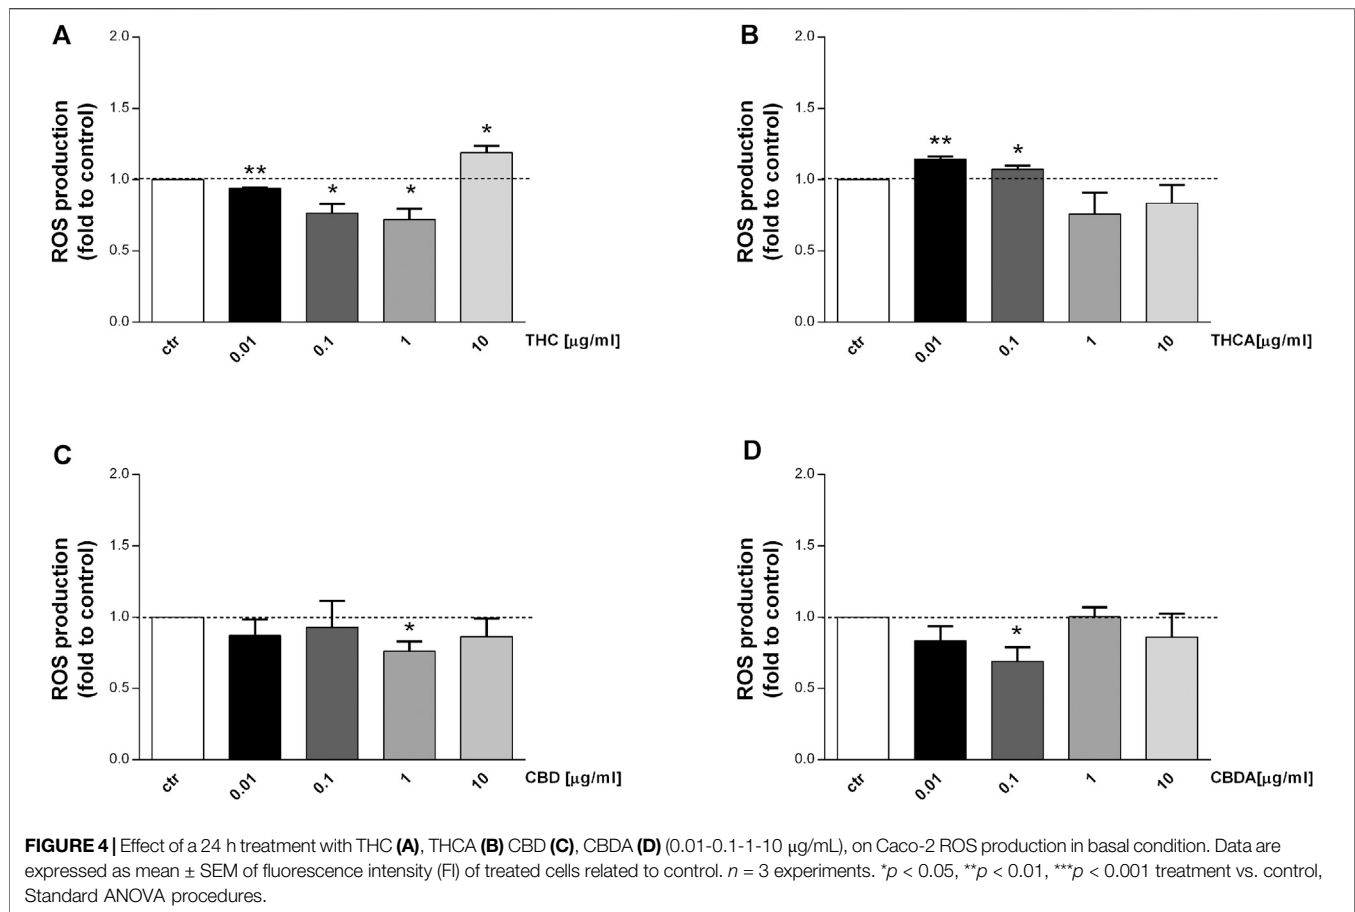 A
2.0
1.5
1.0
0.5
0.0
ROS production
(fold to control)
**
*
*
*
ctr
0.01
0.1
1
10
THC [μg/ml]
B
2.0
1.5
1.0
0.5
0.0
ROS production
(fold to control)
**
*
ctr
0.01
0.1
1
10
THCA[μg/ml]
C
2.0
1.5
1.0
0.5
0.0
ROS production
(fold to control)
*
ctr
0.01
0.1
1
10
CBD [μg/ml]
D
2.0
1.5
1.0
0.5
0.0
ROS production
(fold to control)
*
ctr
0.01
0.1
1
10
CBDA[μg/ml]
FIGURE 4 | Effect of a 24 h treatment with THC (A), THCA (B) CBD (C), CBDA (D) (0.01-0.1-1-10 μg/mL), on Caco-2 ROS production in basal condition. Data are
expressed as mean ± SEM of fluorescence intensity (FI) of treated cells related to control. n = 3 experiments. *p < 0.05, **p < 0.01, ***p < 0.001 treatment vs. control,
Standard ANOVA procedures.